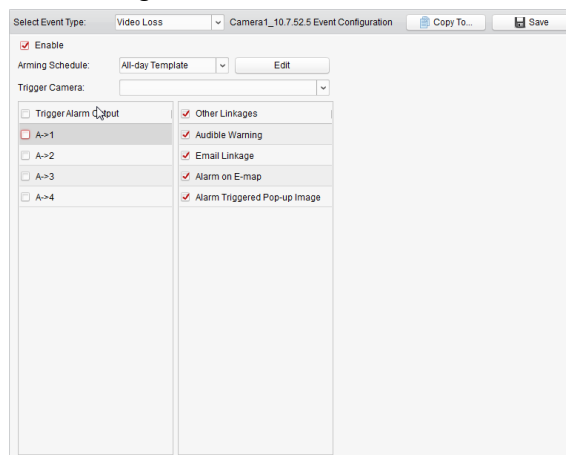 Select Event Type: Video Loss Camera1_10.7.52.5 Event Configuration Copy To... Save
Enable
Arming Schedule: All-day Template Edit
Trigger Camera:
Trigger Alarm Output Other Linkages
A->1 Audible Warning
A->2 Email Linkage
A->3 Alarm on E-map
A->4 Alarm Triggered Pop-up Image